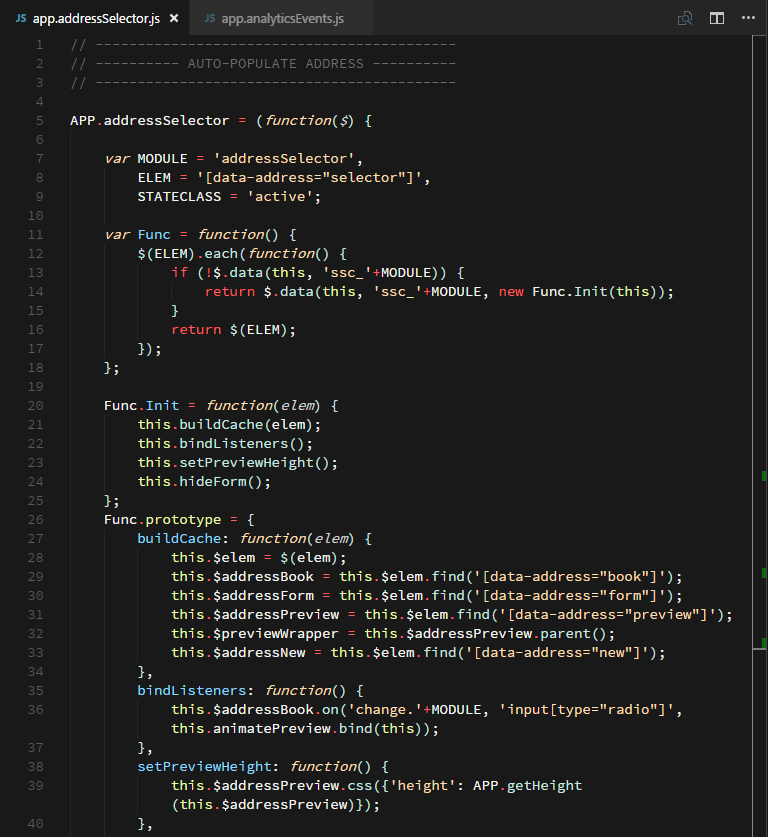 JS app.addressSelector.js × JS app.analyticsEvents.js
1 // -------------------------------------------
2 // ---------- AUTO-POPULATE ADDRESS ----------
3 // -------------------------------------------
4
5 APP.addressSelector = (function($) {
6
7 var MODULE = 'addressSelector',
8 ELEM = '[data-address="selector"]',
9 STATECLASS = 'active';
10
11 var Func = function() {
12 $(ELEM).each(function() {
13 if (!$.data(this, 'ssc_'+MODULE)) {
14 return $.data(this, 'ssc_'+MODULE, new Func.Init(this));
15 }
16 return $(ELEM);
17 });
18 };
19
20 Func.Init = function(elem) {
21 this.buildCache(elem);
22 this.bindListeners();
23 this.setPreviewHeight();
24 this.hideForm();
25 };
26 Func.prototype = {
27 buildCache: function(elem) {
28 this.$elem = $(elem);
29 this.$addressBook = this.$elem.find('[data-address="book"]');
30 this.$addressForm = this.$elem.find('[data-address="form"]');
31 this.$addressPreview = this.$elem.find('[data-address="preview"]');
32 this.$previewWrapper = this.$addressPreview.parent();
33 this.$addressNew = this.$elem.find('[data-address="new"]');
34 },
35 bindListeners: function() {
36 this.$addressBook.on('change.'+MODULE, 'input[type="radio"]',
this.animatePreview.bind(this));
37 },
38 setPreviewHeight: function() {
39 this.$addressPreview.css({'height': APP.getHeight
(this.$addressPreview)});
40 },